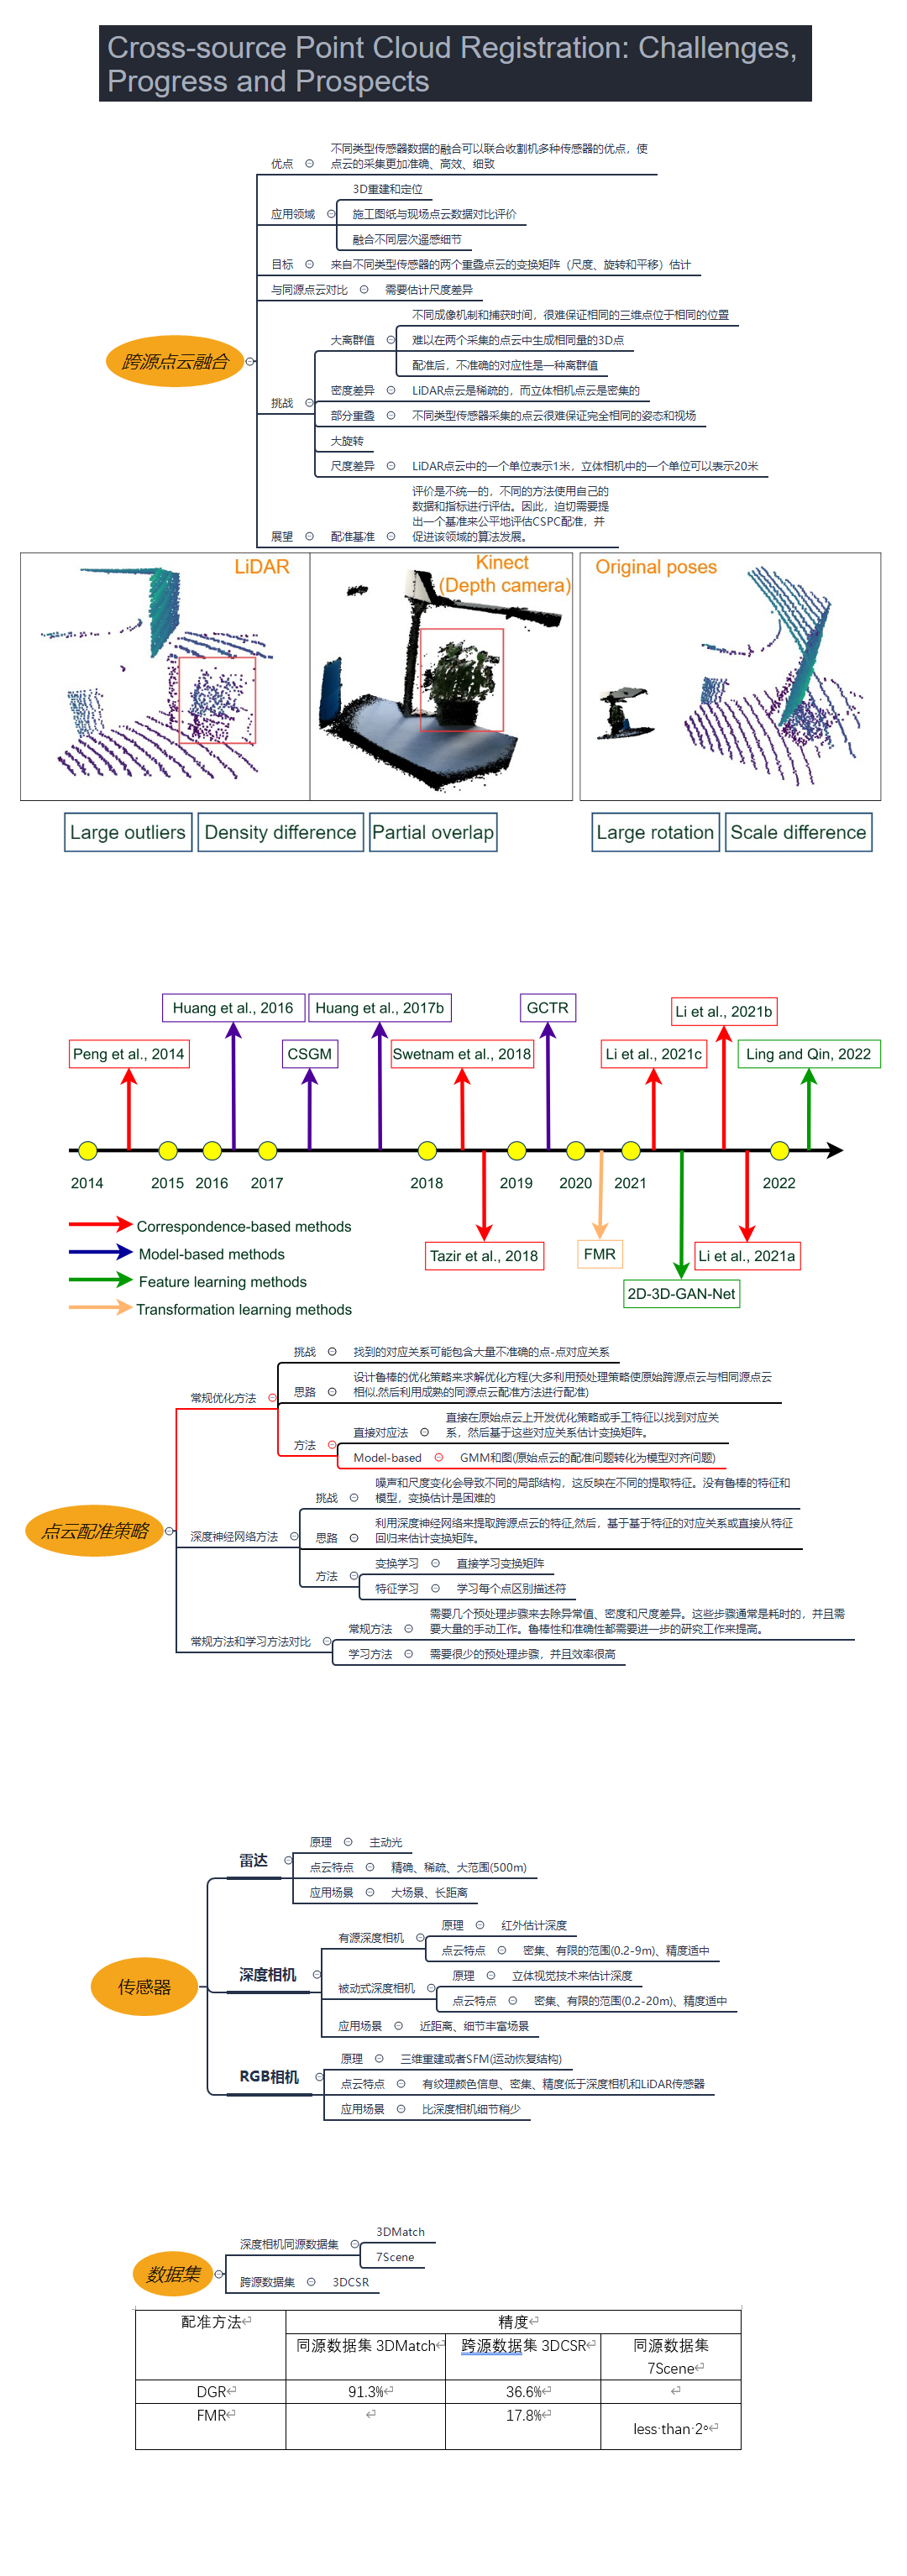 Cross-source Point Cloud Registration: Challenges,
Progress and Prospects
跨源点云融合
优点
不同类型传感器数据的融合可以联合收割机多种传感器的优点，使
点云的采集更加准确、高效、细致
应用领域
3D重建和定位
施工图纸与现场点云数据对比评价
融合不同层次遥感细节
目标
来自不同类型传感器的两个重叠点云的变换矩阵（尺度、旋转和平移）估计
与同源点云对比
需要估计尺度差异
挑战
大离群值
不同成像机制和捕获时间，很难保证相同的三维点位于相同的位置
难以在两个采集的点云中生成相同量的3D点
配准后，不准确的对应性是一种离群值
密度差异
LiDAR点云是稀疏的，而立体相机点云是密集的
部分重叠
不同类型传感器采集的点云很难保证完全相同的姿态和视场
大旋转
尺度差异
LiDAR点云中的一个单位表示1米，立体相机中的一个单位可以表示20米
展望
配准基准
评价是不统一的，不同的方法使用自己的
数据和指标进行评估。因此，迫切需要提
出一个基准来公平地评估CSPC配准，并
促进该领域的算法发展。
LiDAR
Kinect
(Depth camera)
Original poses
Large outliers
Density difference
Partial overlap
Large rotation
Scale difference
Huang et al., 2016
Huang et al., 2017b
GCTR
Li et al., 2021b
Peng et al., 2014
CSGM
Swetnam et al., 2018
Li et al., 2021c
Ling and Qin, 2022
2014
2015
2016
2017
2018
2019
2020
2021
2022
Correspondence-based methods
Model-based methods
Feature learning methods
Transformation learning methods
Tazir et al., 2018
FMR
Li et al., 2021a
2D-3D-GAN-Net
点云配准策略
常规优化方法
挑战
找到的对应关系可能包含大量不准确的点-点对应关系
思路
设计鲁棒的优化策略来求解优化方程(大多利用预处理策略使原始跨源点云与相同源点云
相似,然后利用成熟的同源点云配准方法进行配准)
方法
直接对应法
直接在原始点云上开发优化策略或手工特征以找到对应关
系，然后基于这些对应关系估计变换矩阵。
Model-based
GMM和图(原始点云的配准问题转化为模型对齐问题)
深度神经网络方法
挑战
噪声和尺度变化会导致不同的局部结构，这反映在不同的提取特征。没有鲁棒的特征和
模型，变换估计是困难的
思路
利用深度神经网络来提取跨源点云的特征,然后，基于基于特征的对应关系或直接从特征
回归来估计变换矩阵。
方法
变换学习
直接学习变换矩阵
特征学习
学习每个点区别描述符
常规方法和学习方法对比
常规方法
需要几个预处理步骤来去除异常值、密度和尺度差异。这些步骤通常是耗时的，并且需
要大量的手动工作。鲁棒性和准确性都需要进一步的研究工作来提高。
学习方法
需要很少的预处理步骤，并且效率很高
传感器
雷达
原理
主动光
点云特点
精确、稀疏、大范围(500m)
应用场景
大场景、长距离
深度相机
有源深度相机
原理
红外估计深度
点云特点
密集、有限的范围(0.2-9m)、精度适中
被动式深度相机
原理
立体视觉技术来估计深度
点云特点
密集、有限的范围(0.2-20m)、精度适中
应用场景
近距离、细节丰富场景
RGB相机
原理
三维重建或者SFM(运动恢复结构)
点云特点
有纹理颜色信息、密集、精度低于深度相机和LiDAR传感器
应用场景
比深度相机细节稍少
数据集
深度相机同源数据集
3DMatch
7Scene
跨源数据集
3DCSR
配准方法↵ 精度↵
同源数据集 3DMatch↵ 跨源数据集 3DCSR↵ 同源数据集
7Scene↵
DGR↵ 91.3%↵ 36.6%↵ ↵
FMR↵ ↵ 17.8%↵ less·than·2°↵